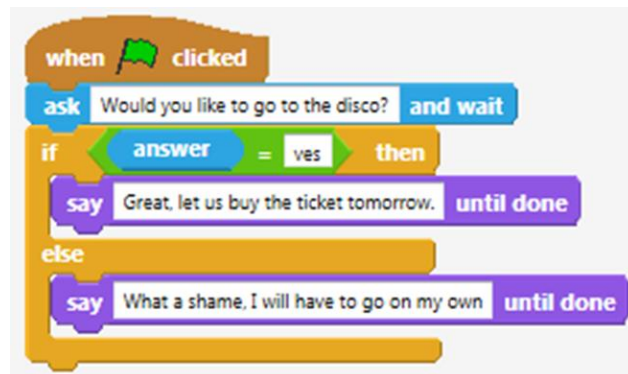 when clicked
ask Would you like to go to the disco? and wait
if answer = yes then
say Great, let us buy the ticket tomorrow. until done
else
say What a shame, I will have to go on my own until done